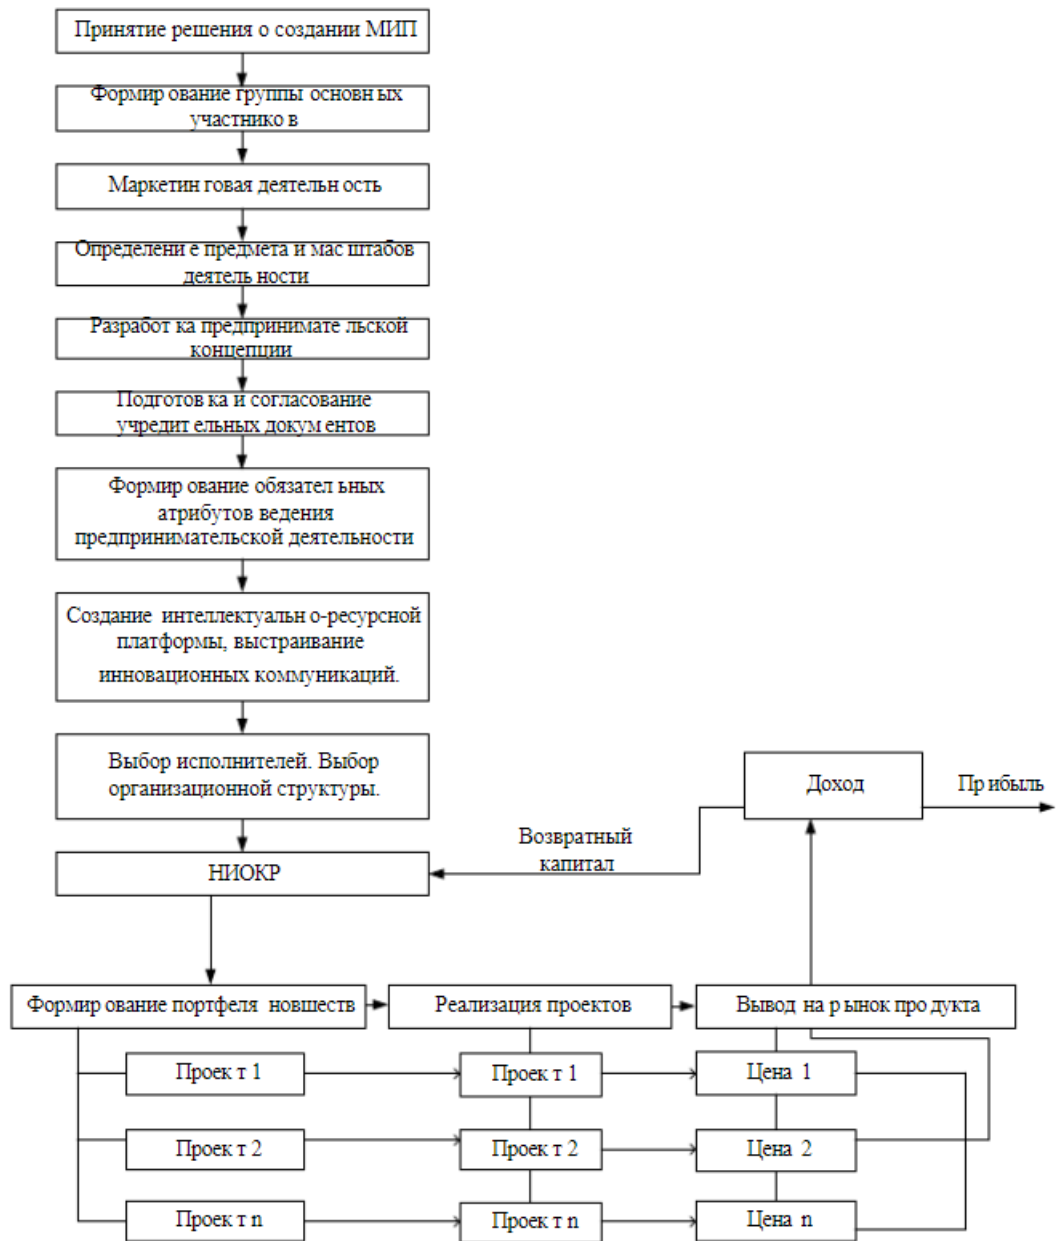 Принятие решения о создании МИП
Формир ование группы основн ых
участнико в
Маркетин говая деятельн ость
Определени е предмета и мас штабов
деятель ности
Разработ ка предпринимате льской
концепции
Подготов ка и согласование
учредит ельных докум ентов
Формир ование обязател ьных
атрибутов ведения
предпринимательской деятельности
Создание интеллектуальн о-ресурсной
платформы, выстраивание
инновационных коммуникаций.
Выбор исполнителей. Выбор
организационной структуры.
Доход
Пр ибыль
Возвратный
капитал
НИОКР
Формир ование портфеля новшеств
Реализация проектов
Вывод на р ынок про дукта
Проек т 1
Проек т 1
Цена 1
Проек т 2
Проек т 2
Цена 2
Проек т n
Проек т n
Цена n